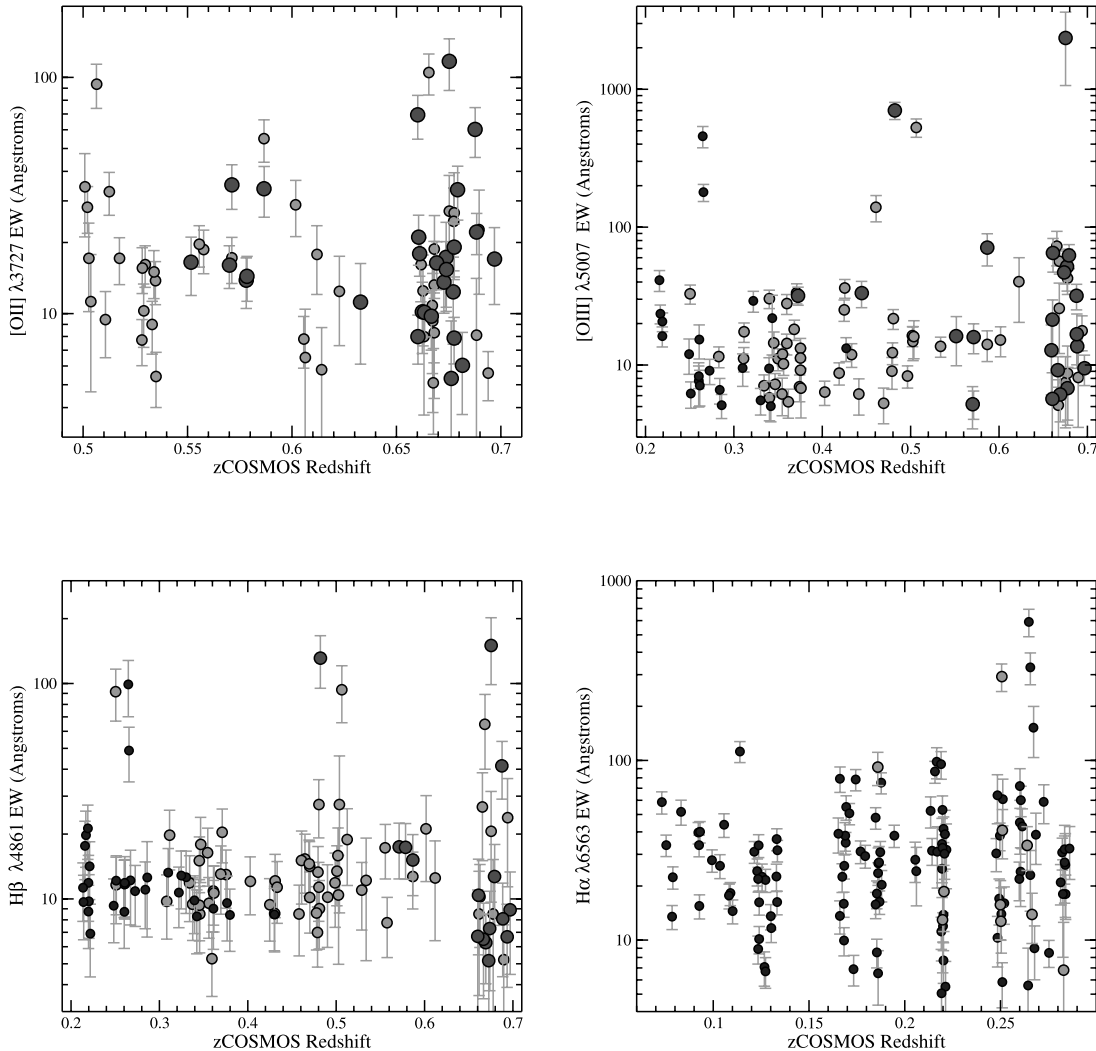 100
10
0.5 0.55 0.6 0.65 0.7
zCOSMOS Redshift
[OII] λ3727 EW (Angstroms)
1000
100
10
0.2 0.3 0.4 0.5 0.6 0.7
zCOSMOS Redshift
[OIII] λ5007 EW (Angstroms)
100
10
0.2 0.3 0.4 0.5 0.6 0.7
zCOSMOS Redshift
Hβ λ4861 EW (Angstroms)
1000
100
10
0.1 0.15 0.2 0.25
zCOSMOS Redshift
Hα λ6563 EW (Angstroms)